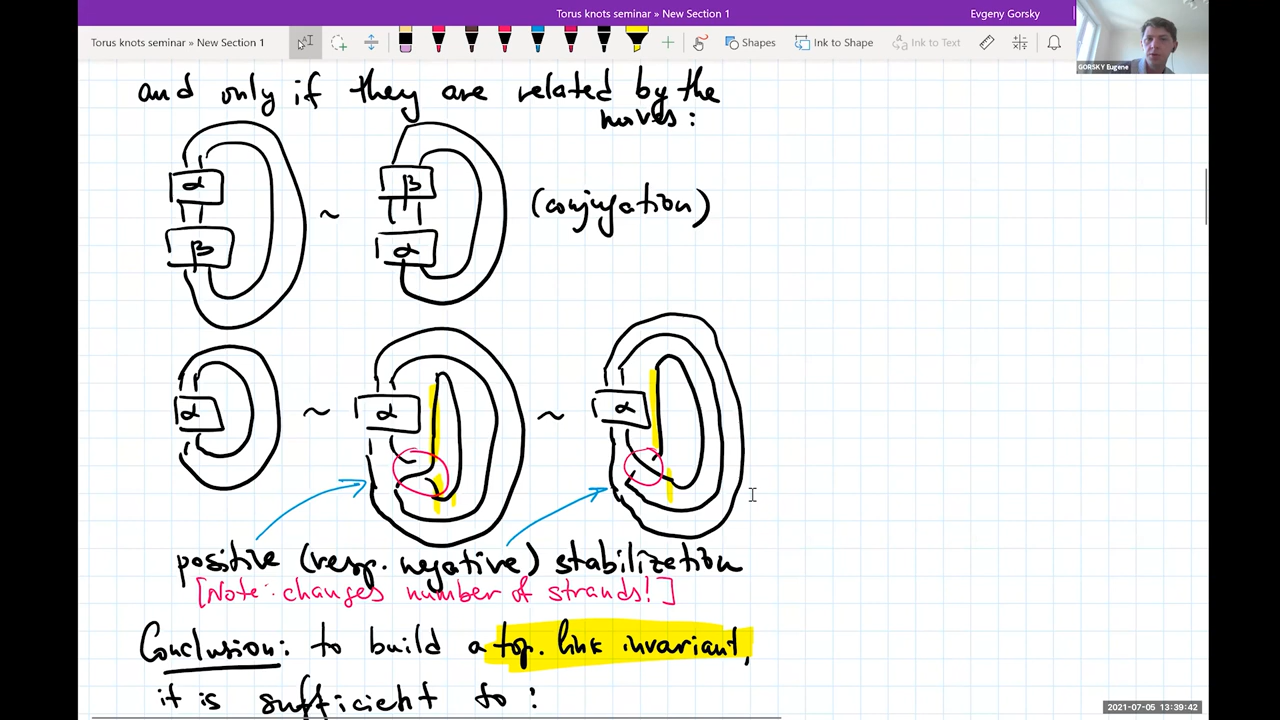 Torus knots seminar » New Section 1
Evgeny Gorsky
Torus knots seminar » New Section 1
Shapes
Ink to Shape
Ink to Text
GORSKY Eugene
and only if they are related by the
moves:
α
β
~
β
α
(conjugation)
α
~
α
~
α
positive (resp. negative) stabilization
[Note: changes number of strands!]
Conclusion: to build a top. link invariant,
it is sufficient to:
2021-07-05 13:39:42